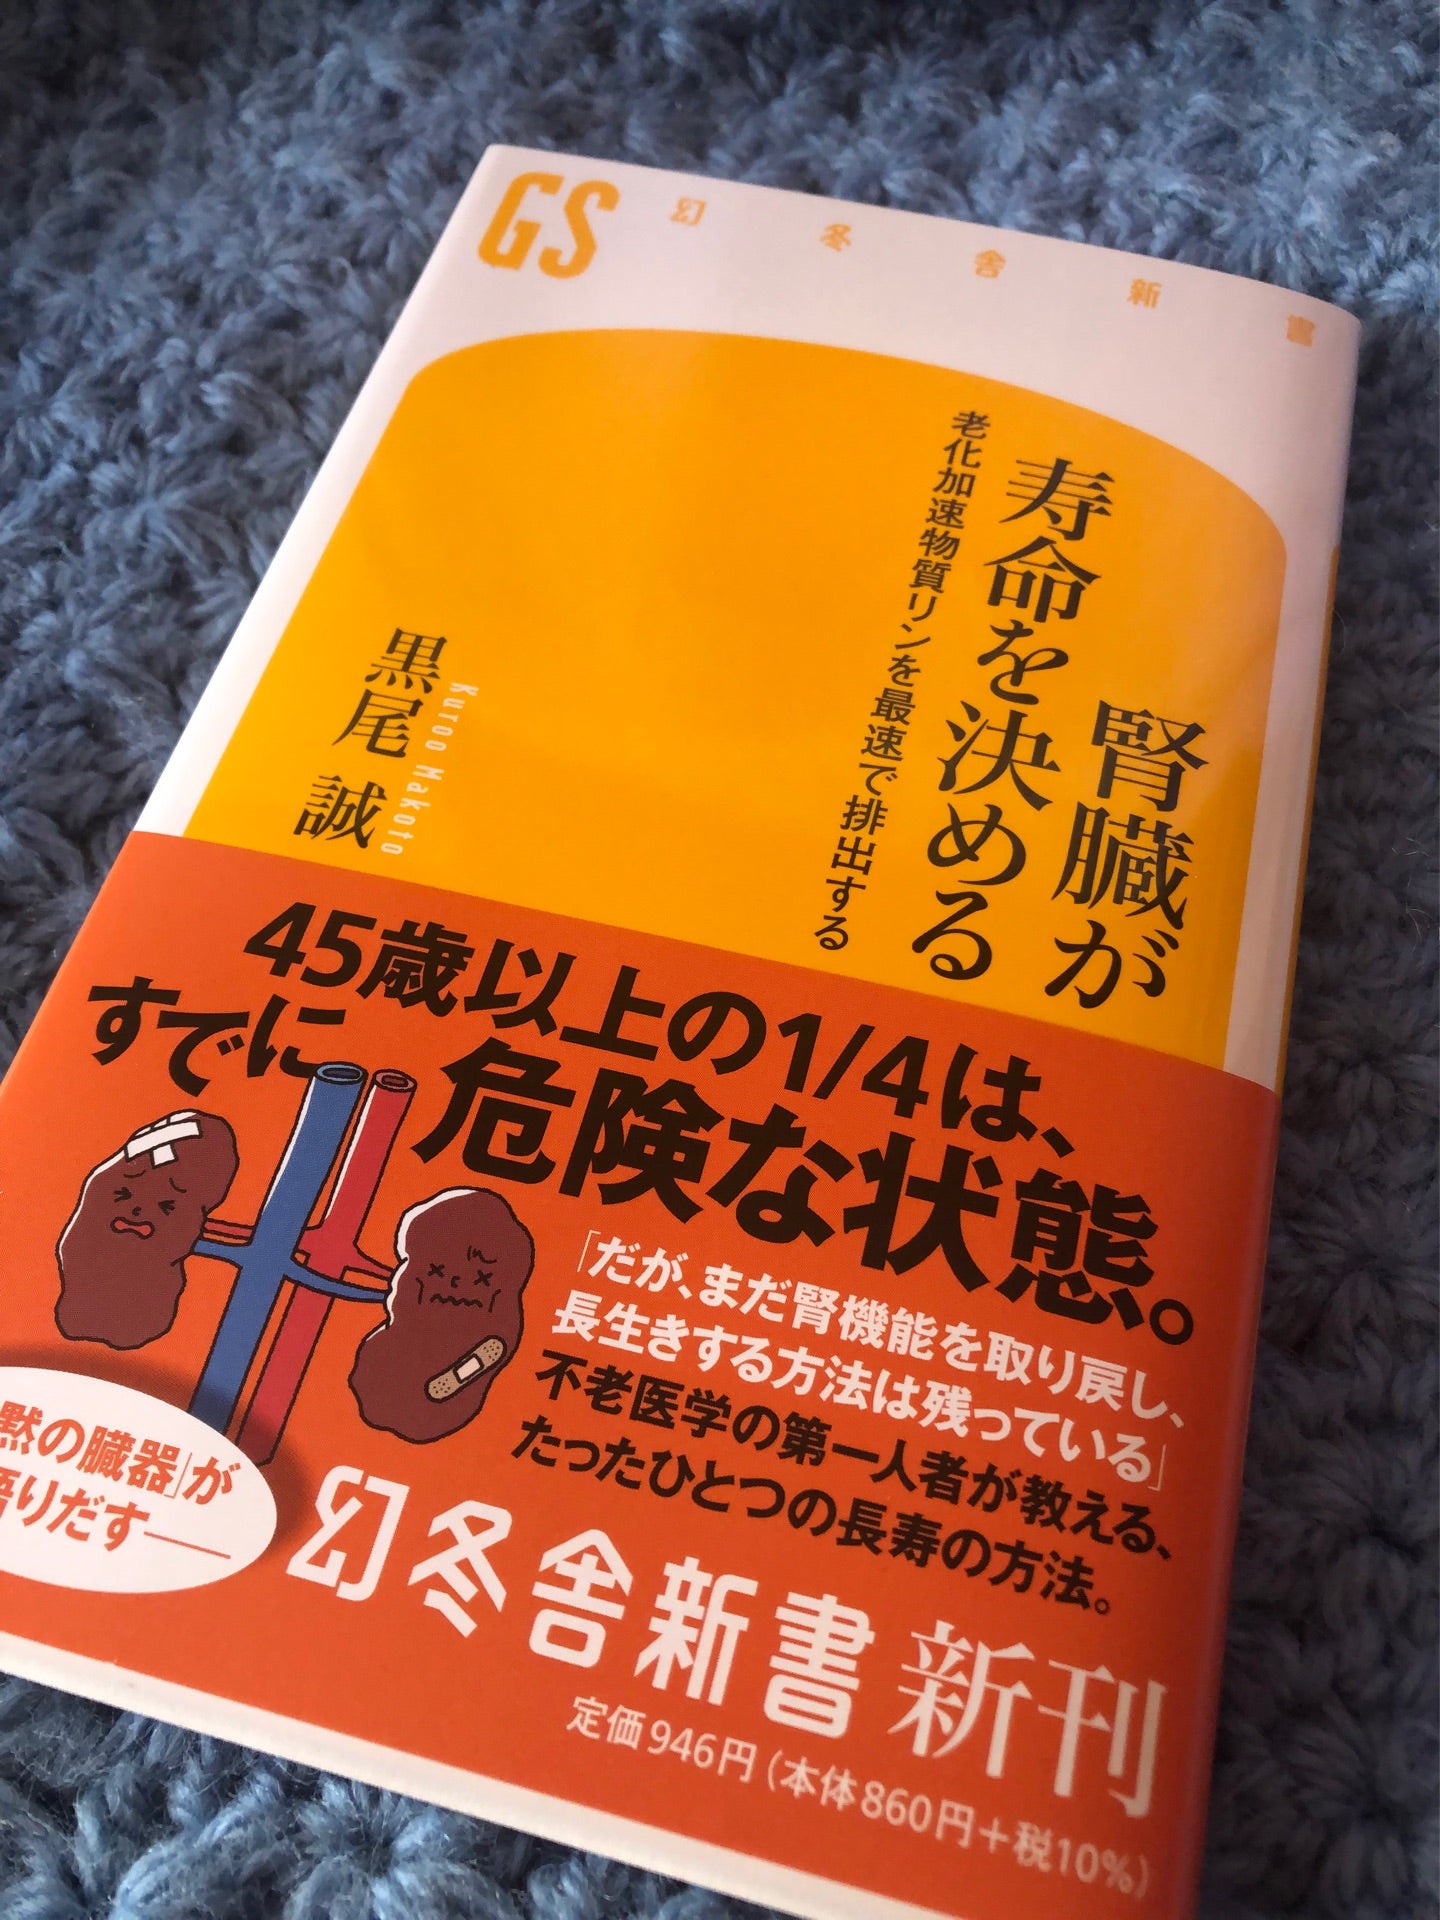 GS 幻冬舎新書
腎臓が
寿命を決める
老化加速物質リンを最速で排出する
黒尾 誠
Kuroo Makoto
45歳以上の1/4は、
すでに危険な状態。
「だが、まだ腎機能を取り戻し、
長生きする方法は残っている」
不老医学の第一人者が教える、
たったひとつの長寿の方法。
黙の臓器」が
語りだす──
幻冬舎新書 新刊
定価946円(本体860円+税10%)